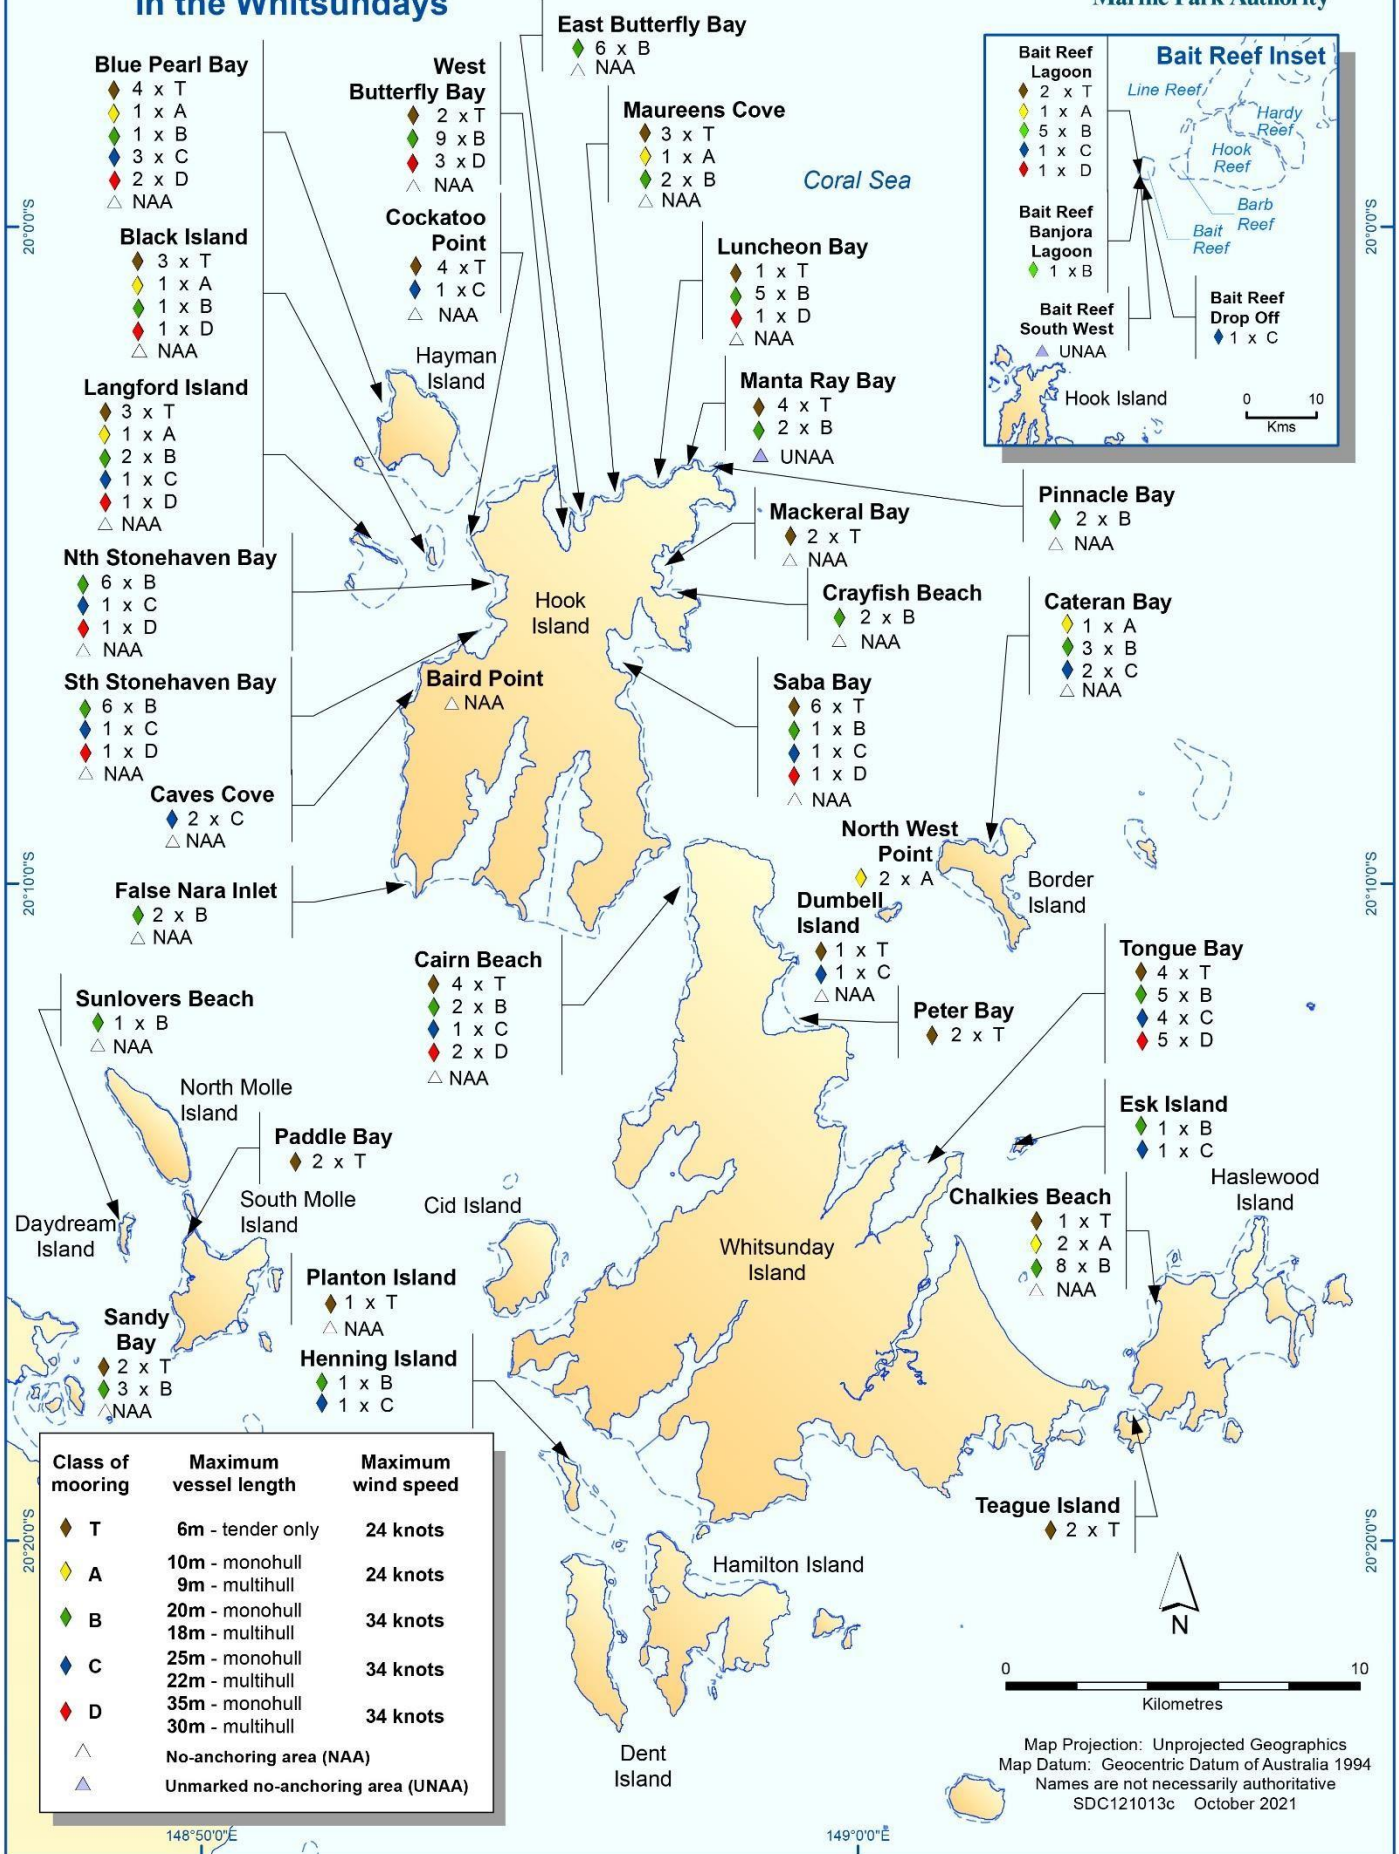 in the Whitsundays
Marine Park Authority
East Butterfly Bay
6 x B
NAA
Blue Pearl Bay
4 x T
1 x A
1 x B
3 x C
2 x D
NAA
West
Butterfly Bay
2 x T
9 x B
3 x D
NAA
Maureens Cove
3 x T
1 x A
2 x B
NAA
Coral Sea
Bait Reef Inset
Bait Reef
Lagoon
2 x T
1 x A
5 x B
1 x C
1 x D
Line Reef
Hardy
Reef
Hook
Reef
Barb
Reef
Bait
Reef
Bait Reef
Banjora
Lagoon
1 x B
Bait Reef
South West
UNAA
Bait Reef
Drop Off
1 x C
Hook Island
0 10
Kms
20°0'0"S
20°0'0"S
Black Island
3 x T
1 x A
1 x B
1 x D
NAA
Cockatoo
Point
4 x T
1 x C
NAA
Luncheon Bay
1 x T
5 x B
1 x D
NAA
Hayman
Island
Langford Island
3 x T
1 x A
2 x B
1 x C
1 x D
NAA
Manta Ray Bay
4 x T
2 x B
UNAA
Pinnacle Bay
2 x B
NAA
Mackeral Bay
2 x T
NAA
Nth Stonehaven Bay
6 x B
1 x C
1 x D
NAA
Hook
Island
Crayfish Beach
2 x B
NAA
Cateran Bay
1 x A
3 x B
2 x C
NAA
Sth Stonehaven Bay
6 x B
1 x C
1 x D
NAA
Baird Point
NAA
Saba Bay
6 x T
1 x B
1 x C
1 x D
NAA
Caves Cove
2 x C
NAA
North West
Point
2 x A
Border
Island
20°10'0"S
20°10'0"S
False Nara Inlet
2 x B
NAA
Dumbell
Island
1 x T
1 x C
NAA
Cairn Beach
4 x T
2 x B
1 x C
2 x D
NAA
Tongue Bay
4 x T
5 x B
4 x C
5 x D
Sunlovers Beach
1 x B
NAA
Peter Bay
2 x T
North Molle
Island
Paddle Bay
2 x T
Esk Island
1 x B
1 x C
South Molle
Island
Cid Island
Chalkies Beach
1 x T
2 x A
8 x B
NAA
Haslewood
Island
Daydream
Island
Whitsunday
Island
Planton Island
1 x T
NAA
Sandy
Bay
2 x T
3 x B
NAA
Henning Island
1 x B
1 x C
Class of
mooring
Maximum
vessel length
Maximum
wind speed
T 6m - tender only 24 knots
10m - monohull
A 24 knots
9m - multihull
20m - monohull
B 34 knots
18m - multihull
25m - monohull
C 34 knots
22m - multihull
35m - monohull
D 34 knots
30m - multihull
No-anchoring area (NAA)
Unmarked no-anchoring area (UNAA)
Teague Island
2 x T
20°20'0"S
20°20'0"S
Hamilton Island
N
0 10
Kilometres
Dent
Island
Map Projection: Unprojected Geographics
Map Datum: Geocentric Datum of Australia 1994
Names are not necessarily authoritative
SDC121013c October 2021
148°50'0"E
149°0'0"E